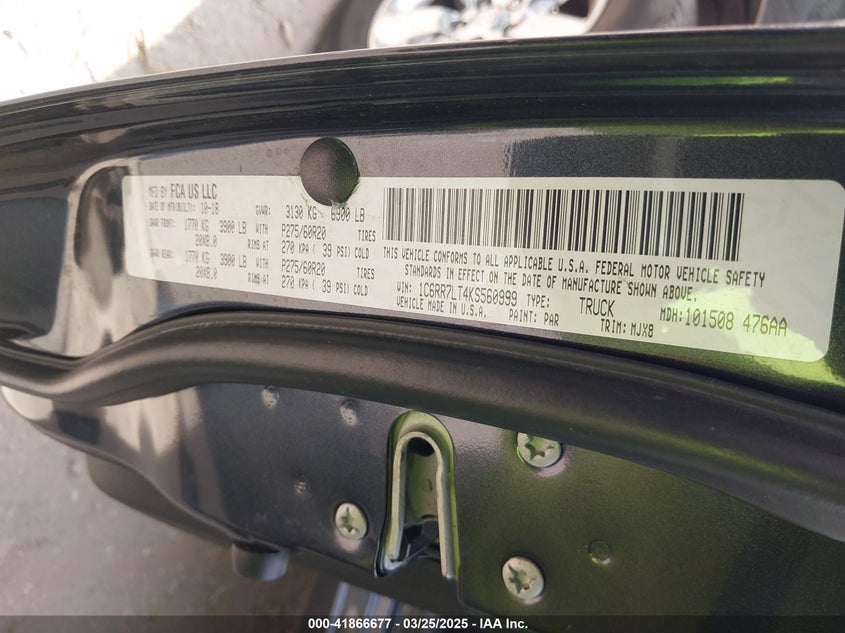 MFD BY FCA US LLC
DATE OF MFR(BUILT): 10-18 GVWR: 3130 KG 6900 LB
GAWR FRONT: 1770 KG 3900 LB WITH P275/60R20 TIRES
20X8.0 RIMS AT 270 KPA ( 39 PSI) COLD
GAWR REAR: 1770 KG 3900 LB WITH P275/60R20 TIRES
20X8.0 RIMS AT 270 KPA ( 39 PSI) COLD
THIS VEHICLE CONFORMS TO ALL APPLICABLE U.S.A. FEDERAL MOTOR VEHICLE SAFETY
STANDARDS IN EFFECT ON THE DATE OF MANUFACTURE SHOWN ABOVE.
VIN: 1C6RR7LT4KS560999 TYPE: TRUCK MDH: 101508 476AA
VEHICLE MADE IN U.S.A. PAINT: PAR TRIM: MJX8
000-41866677 - 03/25/2025 - IAA Inc.